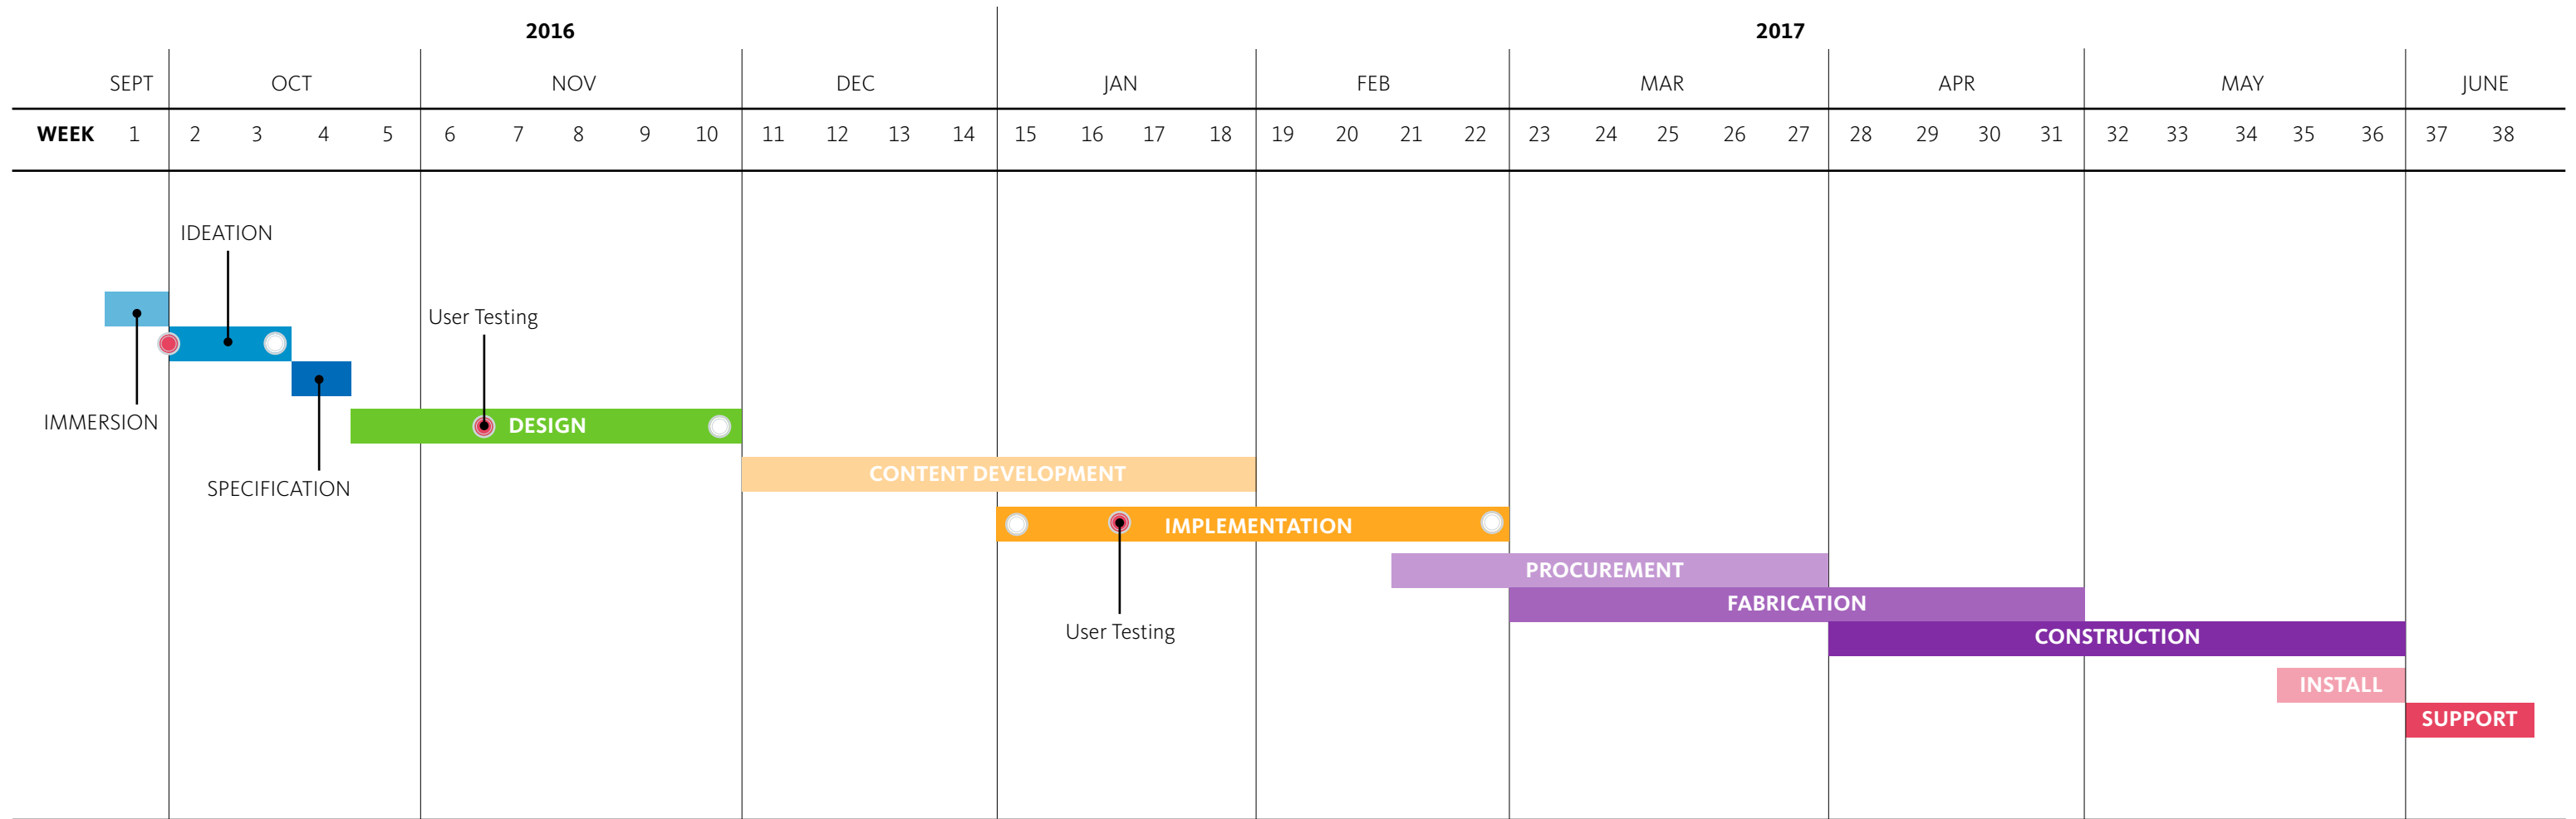 2016 2017
SEPT OCT NOV DEC JAN FEB MAR APR MAY JUNE
WEEK 1 2 3 4 5 6 7 8 9 10 11 12 13 14 15 16 17 18 19 20 21 22 23 24 25 26 27 28 29 30 31 32 33 34 35 36 37 38
IDEATION
User Testing
IMMERSION
DESIGN
SPECIFICATION
CONTENT DEVELOPMENT
IMPLEMENTATION
PROCUREMENT
FABRICATION
User Testing
CONSTRUCTION
INSTALL
SUPPORT